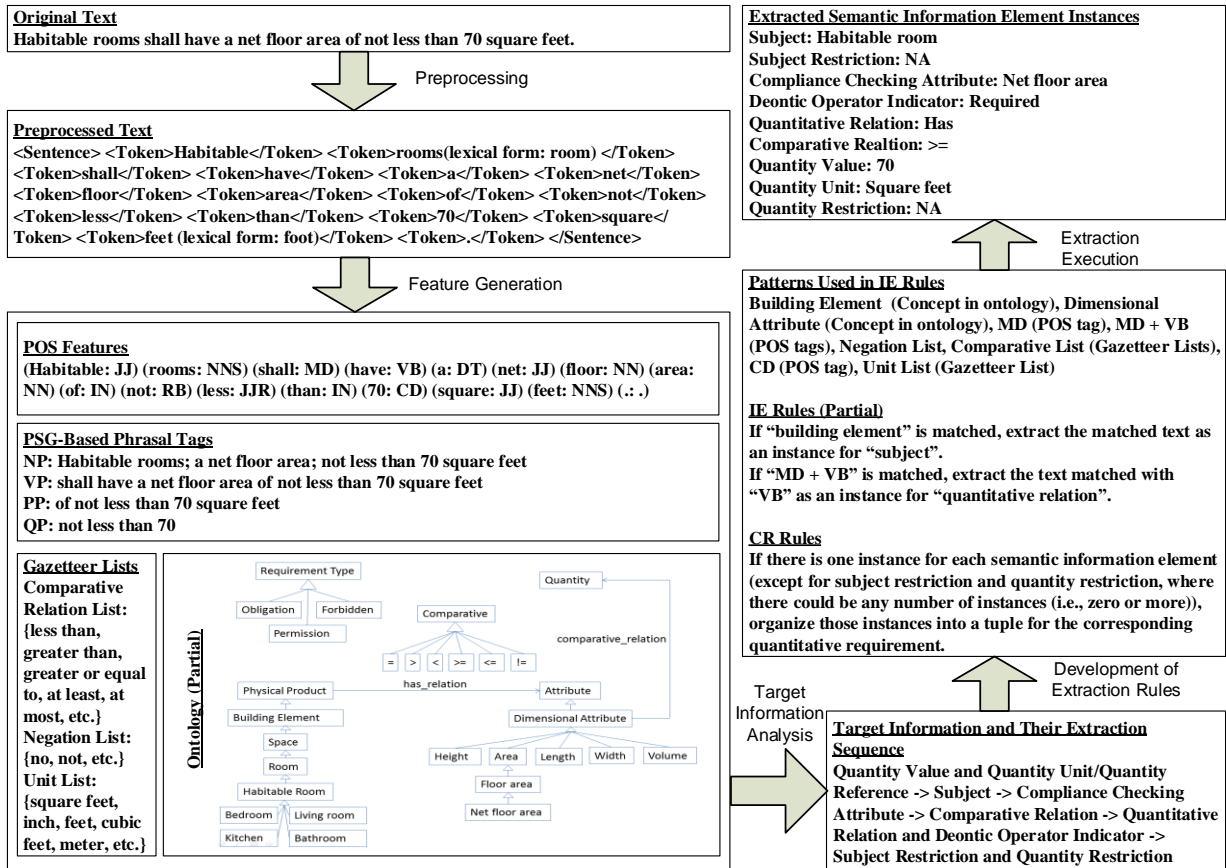 Original Text
Habitable rooms shall have a net floor area of not less than 70 square feet.
Preprocessing
Preprocessed Text
<Sentence> <Token>Habitable</Token> <Token>rooms(lexical form: room) </Token>
<Token>shall</Token> <Token>have</Token> <Token>a</Token> <Token>net</Token>
<Token>floor</Token> <Token>area</Token> <Token>of</Token> <Token>not</Token>
<Token>less</Token> <Token>than</Token> <Token>70</Token> <Token>square</
Token> <Token>feet (lexical form: foot)</Token> <Token>.</Token> </Sentence>
Feature Generation
POS Features
(Habitable: JJ) (rooms: NNS) (shall: MD) (have: VB) (a: DT) (net: JJ) (floor: NN) (area:
NN) (of: IN) (not: RB) (less: JJR) (than: IN) (70: CD) (square: JJ) (feet: NNS) (.: .)
PSG-Based Phrasal Tags
NP: Habitable rooms; a net floor area; not less than 70 square feet
VP: shall have a net floor area of not less than 70 square feet
PP: of not less than 70 square feet
QP: not less than 70
Gazetteer Lists
Comparative
Relation List:
{less than,
greater than,
greater or equal
to, at least, at
most, etc.}
Negation List:
{no, not, etc.}
Unit List:
{square feet,
inch, feet, cubic
feet, meter, etc.}
Ontology (Partial)
Requirement Type
Obligation
Forbidden
Permission
Quantity
Comparative
comparative_relation
=
>
<
>=
<=
!=
Physical Product
has_relation
Attribute
Building Element
Dimensional Attribute
Space
Room
Height
Area
Length
Width
Volume
Habitable Room
Floor area
Bedroom
Living room
Net floor area
Kitchen
Bathroom
Target
Information
Analysis
Target Information and Their Extraction
Sequence
Quantity Value and Quantity Unit/Quantity
Reference -> Subject -> Compliance Checking
Attribute -> Comparative Relation -> Quantitative
Relation and Deontic Operator Indicator ->
Subject Restriction and Quantity Restriction
Development of
Extraction Rules
Patterns Used in IE Rules
Building Element (Concept in ontology), Dimensional
Attribute (Concept in ontology), MD (POS tag), MD + VB
(POS tags), Negation List, Comparative List (Gazetteer Lists),
CD (POS tag), Unit List (Gazetteer List)
IE Rules (Partial)
If “building element” is matched, extract the matched text as
an instance for “subject”.
If “MD + VB” is matched, extract the text matched with
“VB” as an instance for “quantitative relation”.
CR Rules
If there is one instance for each semantic information element
(except for subject restriction and quantity restriction, where
there could be any number of instances (i.e., zero or more)),
organize those instances into a tuple for the corresponding
quantitative requirement.
Extraction
Execution
Extracted Semantic Information Element Instances
Subject: Habitable room
Subject Restriction: NA
Compliance Checking Attribute: Net floor area
Deontic Operator Indicator: Required
Quantitative Relation: Has
Comparative Realtion: >=
Quantity Value: 70
Quantity Unit: Square feet
Quantity Restriction: NA